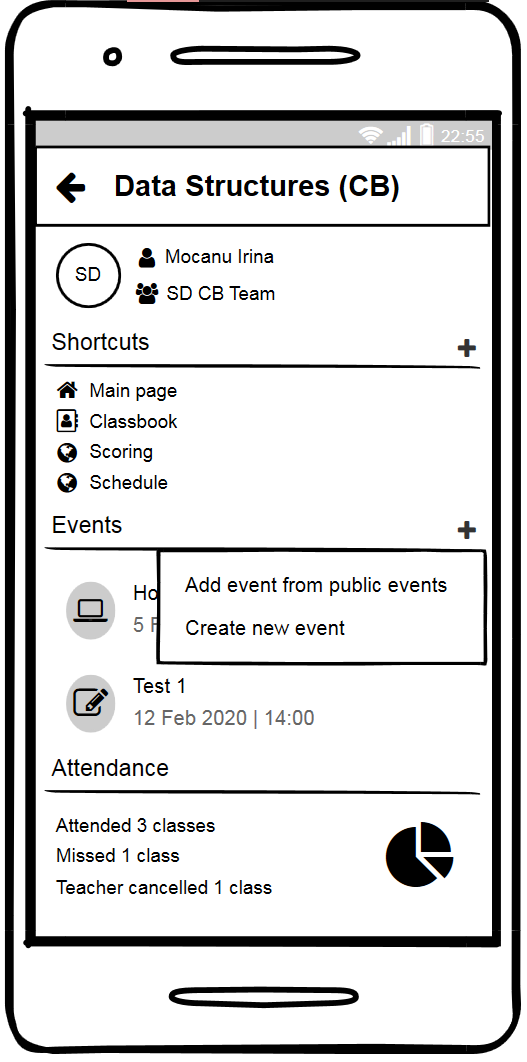 22:55
Data Structures (CB)
SD
Mocanu Irina
SD CB Team
Shortcuts
Main page
Classbook
Scoring
Schedule
Events
Add event from public events
Create new event
Ho
5 F
Test 1
12 Feb 2020 | 14:00
Attendance
Attended 3 classes
Missed 1 class
Teacher cancelled 1 class